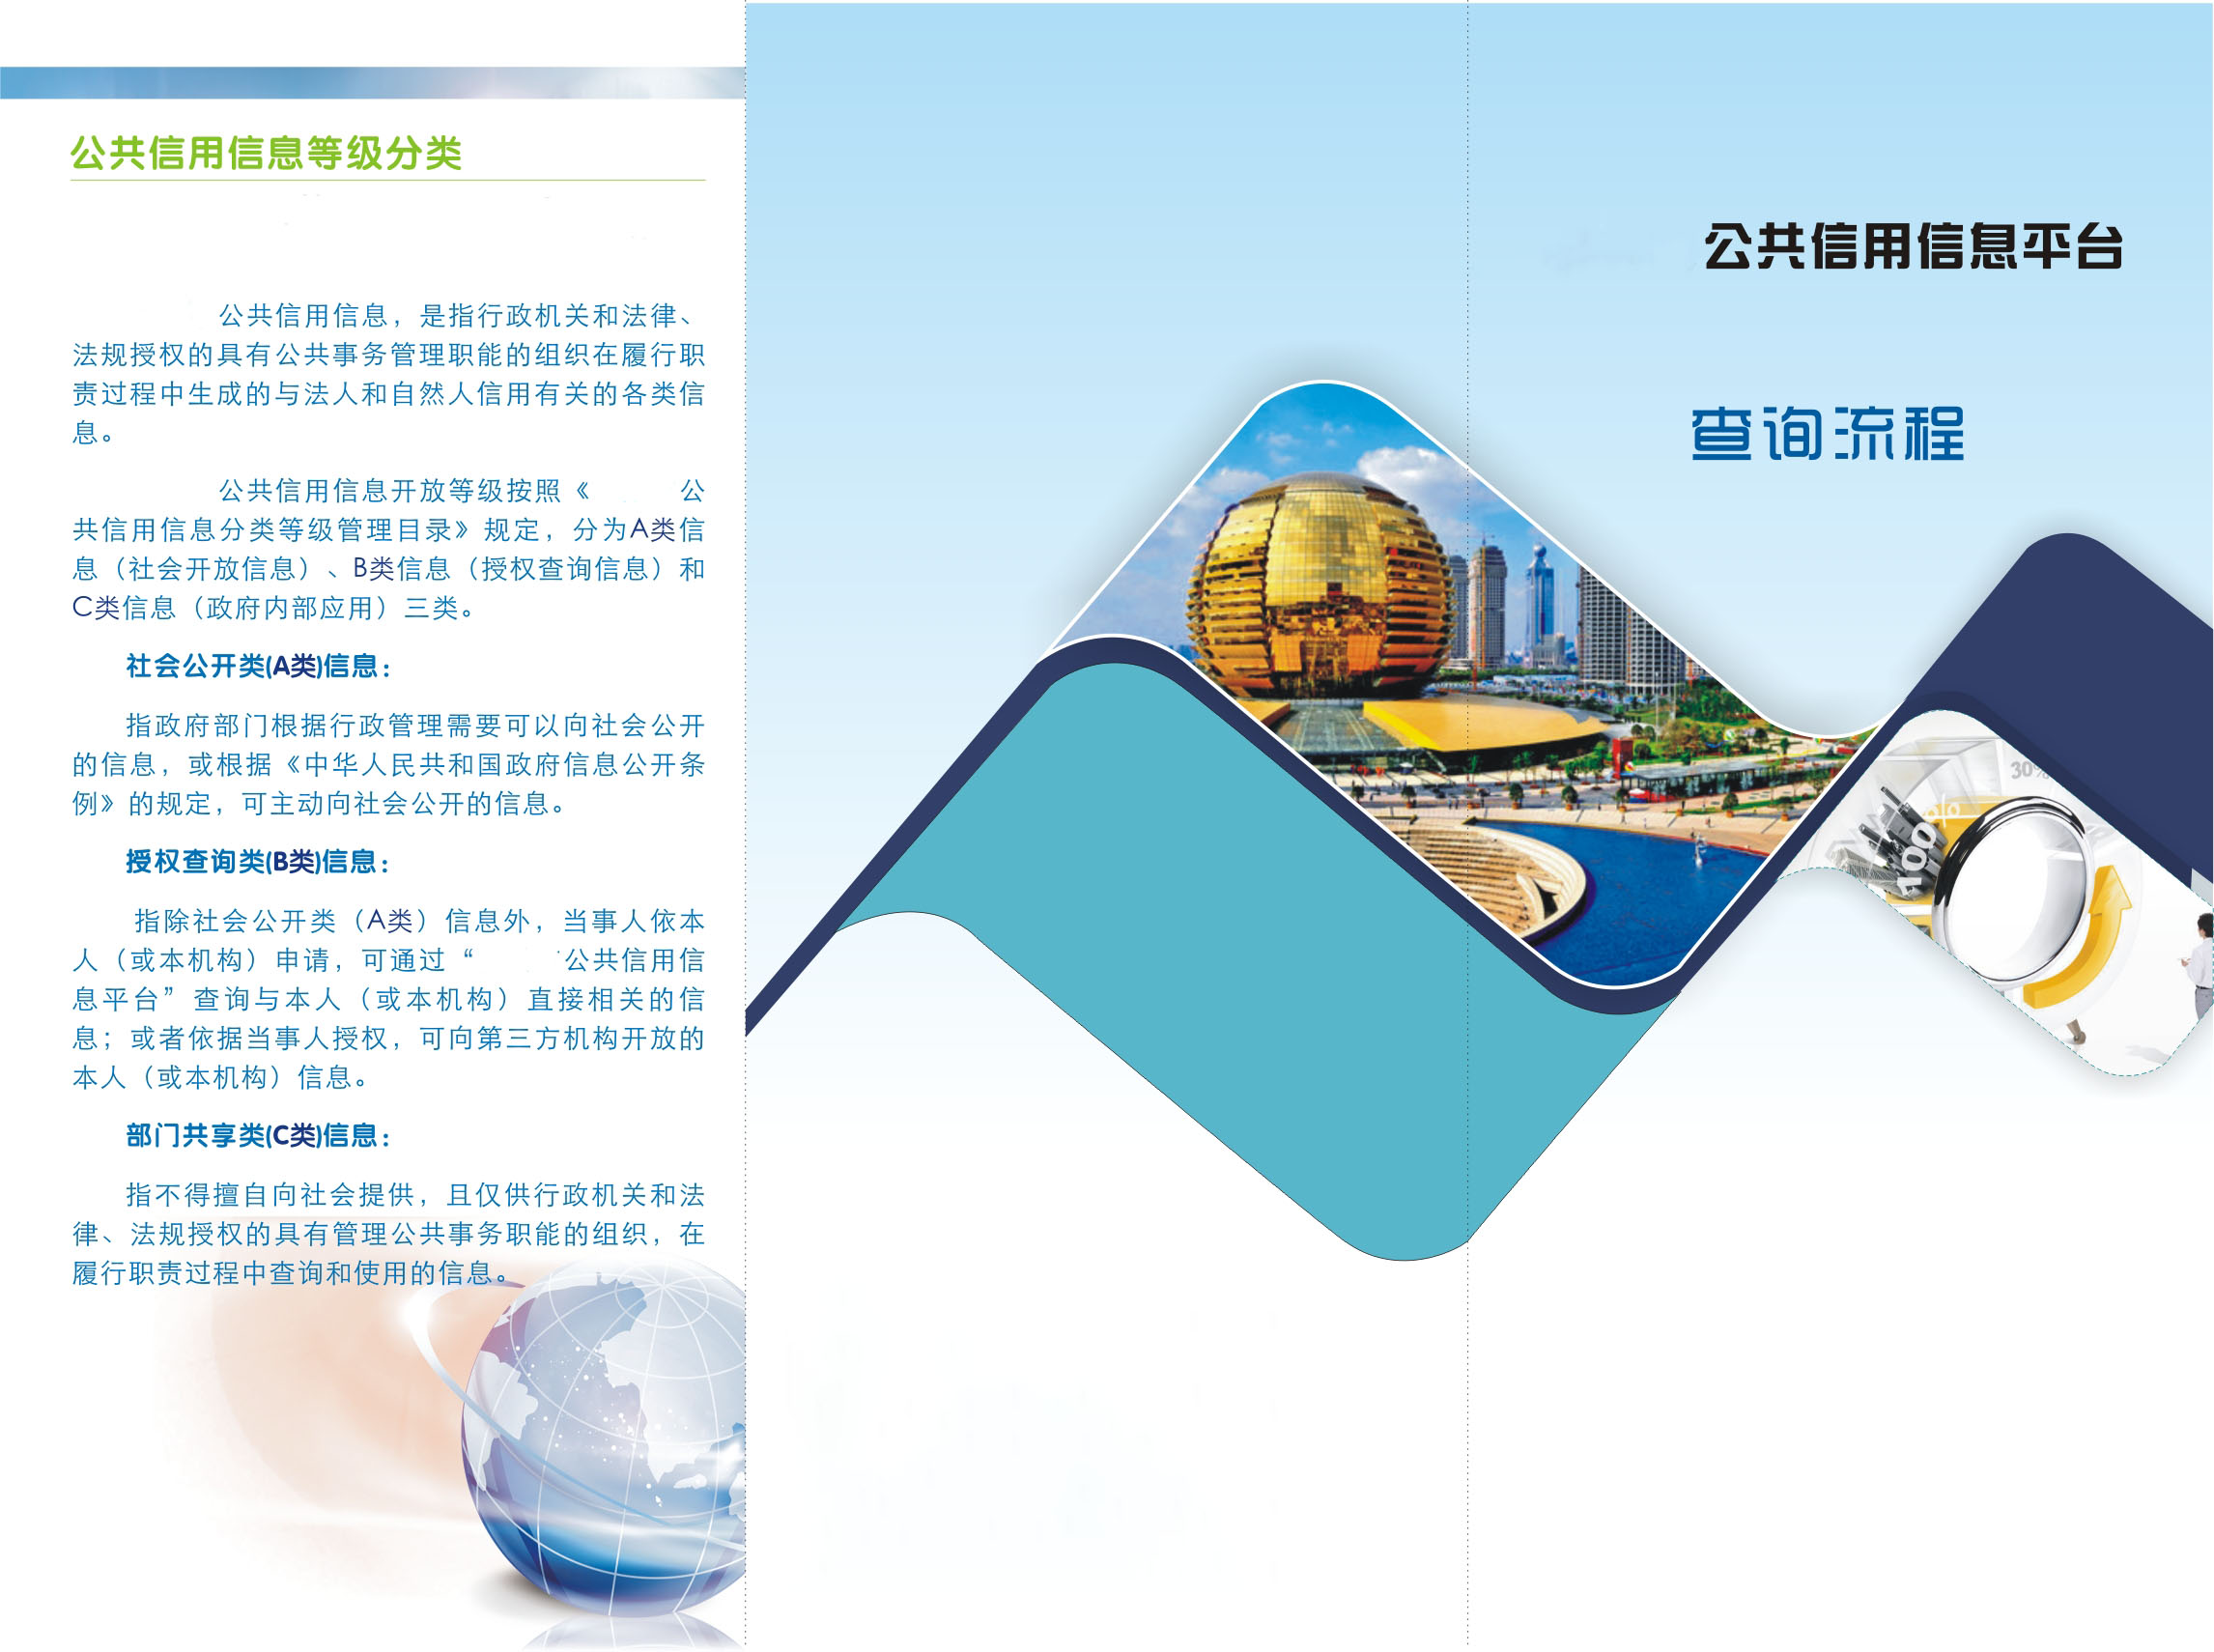 公共信用信息等级分类
公共信用信息，是指行政机关和法律、
法规授权的具有公共事务管理职能的组织在履行职
责过程中生成的与法人和自然人信用有关的各类信
息。
公共信用信息开放等级按照《 公
共信用信息分类等级管理目录》规定，分为A类信
息（社会开放信息）、B类信息（授权查询信息）和
C类信息（政府内部应用）三类。
社会公开类(A类)信息：
指政府部门根据行政管理需要可以向社会公开
的信息，或根据《中华人民共和国政府信息公开条
例》的规定，可主动向社会公开的信息。
授权查询类(B类)信息：
指除社会公开类（A类）信息外，当事人依本
人（或本机构）申请，可通过“ 公共信用信
息平台”查询与本人（或本机构）直接相关的信
息；或者依据当事人授权，可向第三方机构开放的
本人（或本机构）信息。
部门共享类(C类)信息：
指不得擅自向社会提供，且仅供行政机关和法
律、法规授权的具有管理公共事务职能的组织，在
履行职责过程中查询和使用的信息。
公共信用信息平台
查询流程
30%
100%